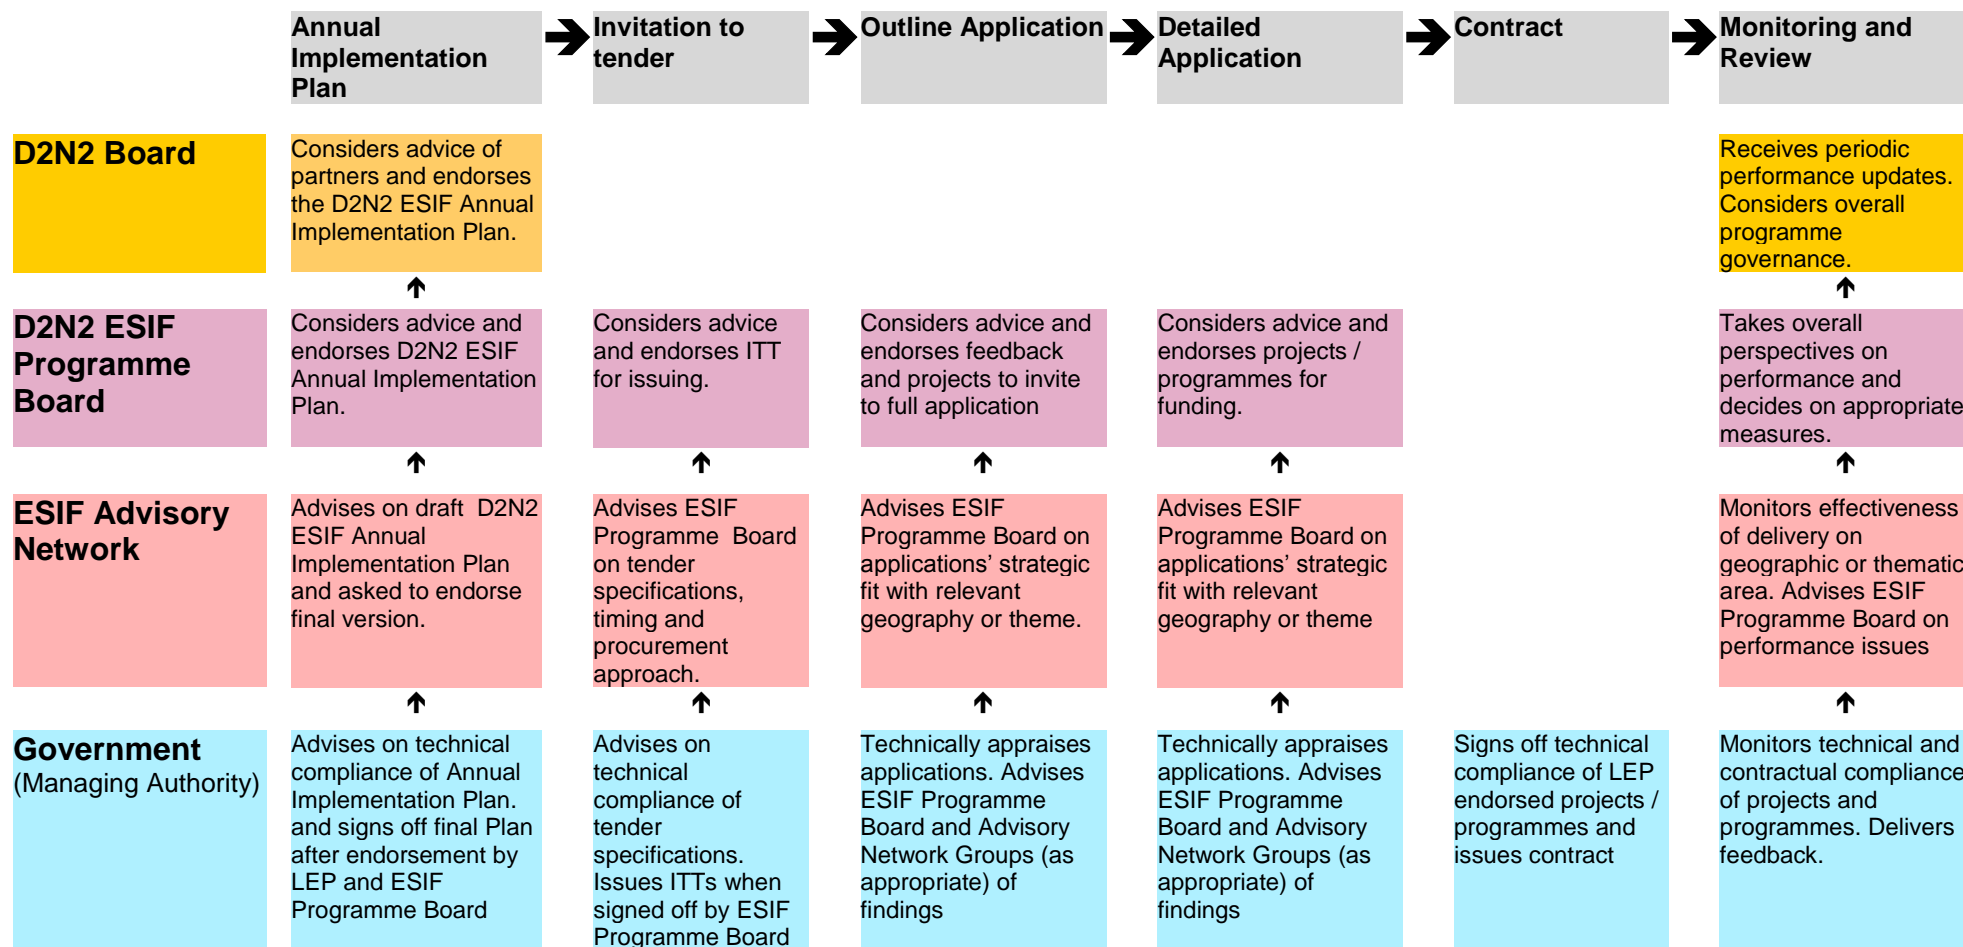 Annual
Implementation
Plan
Invitation to
tender
Outline Application
Detailed
Application
Contract
Monitoring and
Review
D2N2 Board
Considers advice of
partners and endorses
the D2N2 ESIF Annual
Implementation Plan.
Receives periodic
performance updates.
Considers overall
programme
governance.
D2N2 ESIF
Programme
Board
Considers advice and
endorses D2N2 ESIF
Annual Implementation
Plan.
Considers advice
and endorses ITT
for issuing.
Considers advice and
endorses feedback
and projects to invite
to full application
Considers advice and
endorses projects /
programmes for
funding.
Takes overall
perspectives on
performance and
decides on appropriate
measures.
ESIF Advisory
Network
Advises on draft  D2N2
ESIF Annual
Implementation Plan
and asked to endorse
final version.
Advises ESIF
Programme  Board
on tender
specifications,
timing and
procurement
approach.
Advises ESIF
Programme Board on
applications’ strategic
fit with relevant
geography or theme.
Advises ESIF
Programme Board on
applications’ strategic
fit with relevant
geography or theme
Monitors effectiveness
of delivery on
geographic or thematic
area. Advises ESIF
Programme Board on
performance issues
Government
(Managing Authority)
Advises on technical
compliance of Annual
Implementation Plan.
and signs off final Plan
after endorsement by
LEP and ESIF
Programme Board
Advises on
technical
compliance of
tender
specifications.
Issues ITTs when
signed off by ESIF
Programme Board
Technically appraises
applications. Advises
ESIF Programme
Board and Advisory
Network Groups (as
appropriate) of
findings
Technically appraises
applications. Advises
ESIF Programme
Board and Advisory
Network Groups (as
appropriate) of
findings
Signs off technical
compliance of LEP
endorsed projects /
programmes and
issues contract
Monitors technical and
contractual compliance
of projects and
programmes. Delivers
feedback.